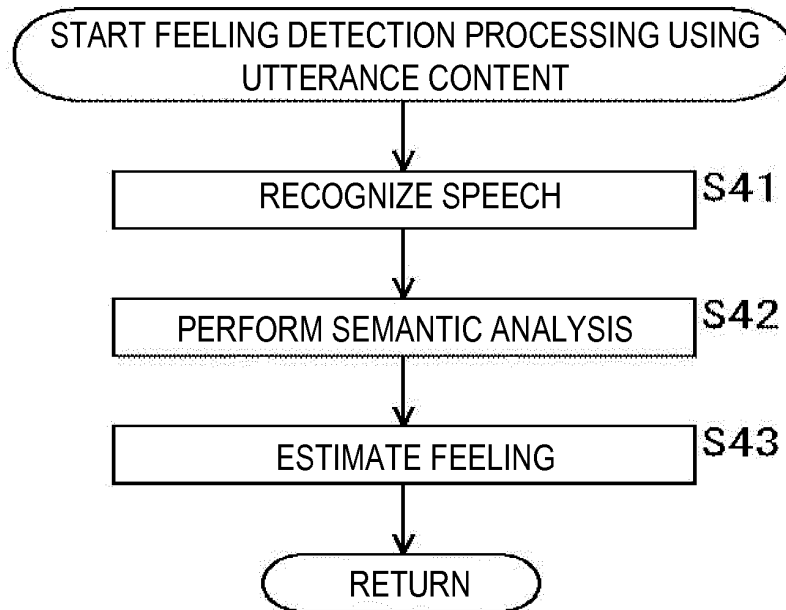 START FEELING DETECTION PROCESSING USING
UTTERANCE CONTENT
RECOGNIZE SPEECH
S41
PERFORM SEMANTIC ANALYSIS
S42
ESTIMATE FEELING
S43
RETURN